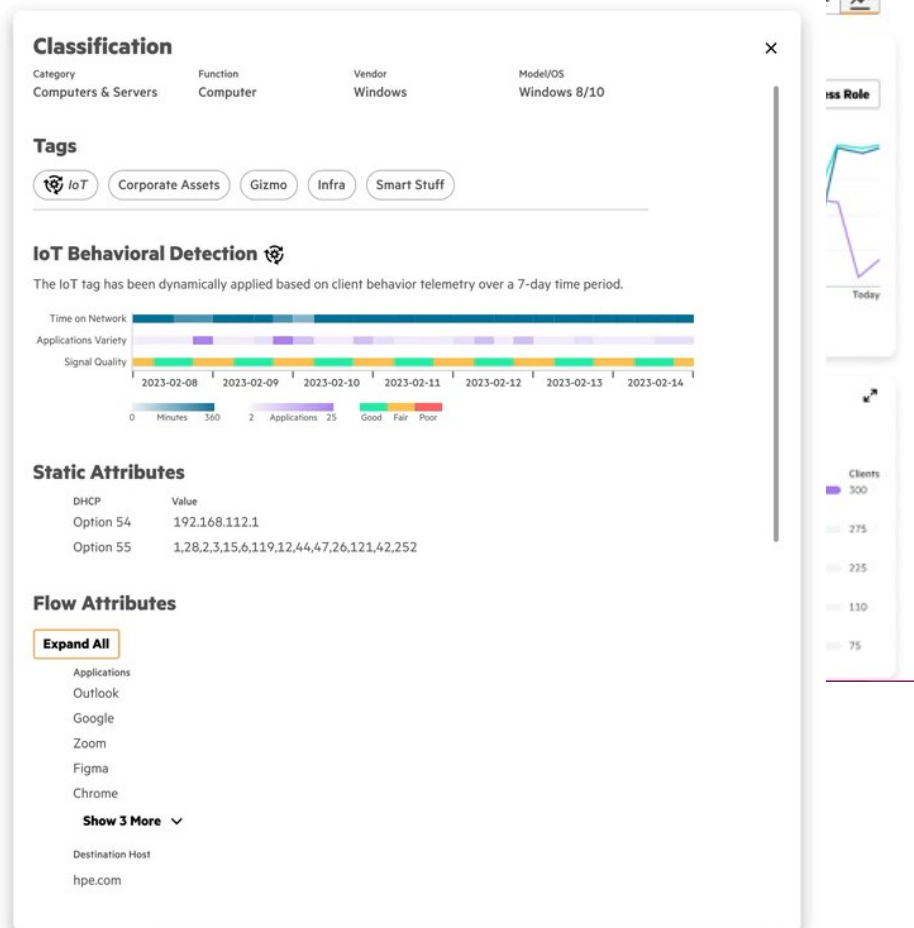 Classification
Category Function Vendor Model/OS
Computers & Servers Computer Windows Windows 8/10
Tags
IoT Corporate Assets Gizmo Infra Smart Stuff
IoT Behavioral Detection
The IoT tag has been dynamically applied based on client behavior telemetry over a 7-day time period.
Time on Network
Applications Variety
Signal Quality
2023-02-08 2023-02-09 2023-02-10 2023-02-11 2023-02-12 2023-02-13 2023-02-14
0 Minutes 360 2 Applications 25 Good Fair Poor
Static Attributes
DHCP Value
Option 54 192.168.112.1
Option 55 1,28,2,3,15,6,119,12,44,47,26,121,42,252
Flow Attributes
Expand All
Applications
Outlook
Google
Zoom
Figma
Chrome
Show 3 More
Destination Host
hpe.com
Role
Today
Clients
300
275
225
110
75